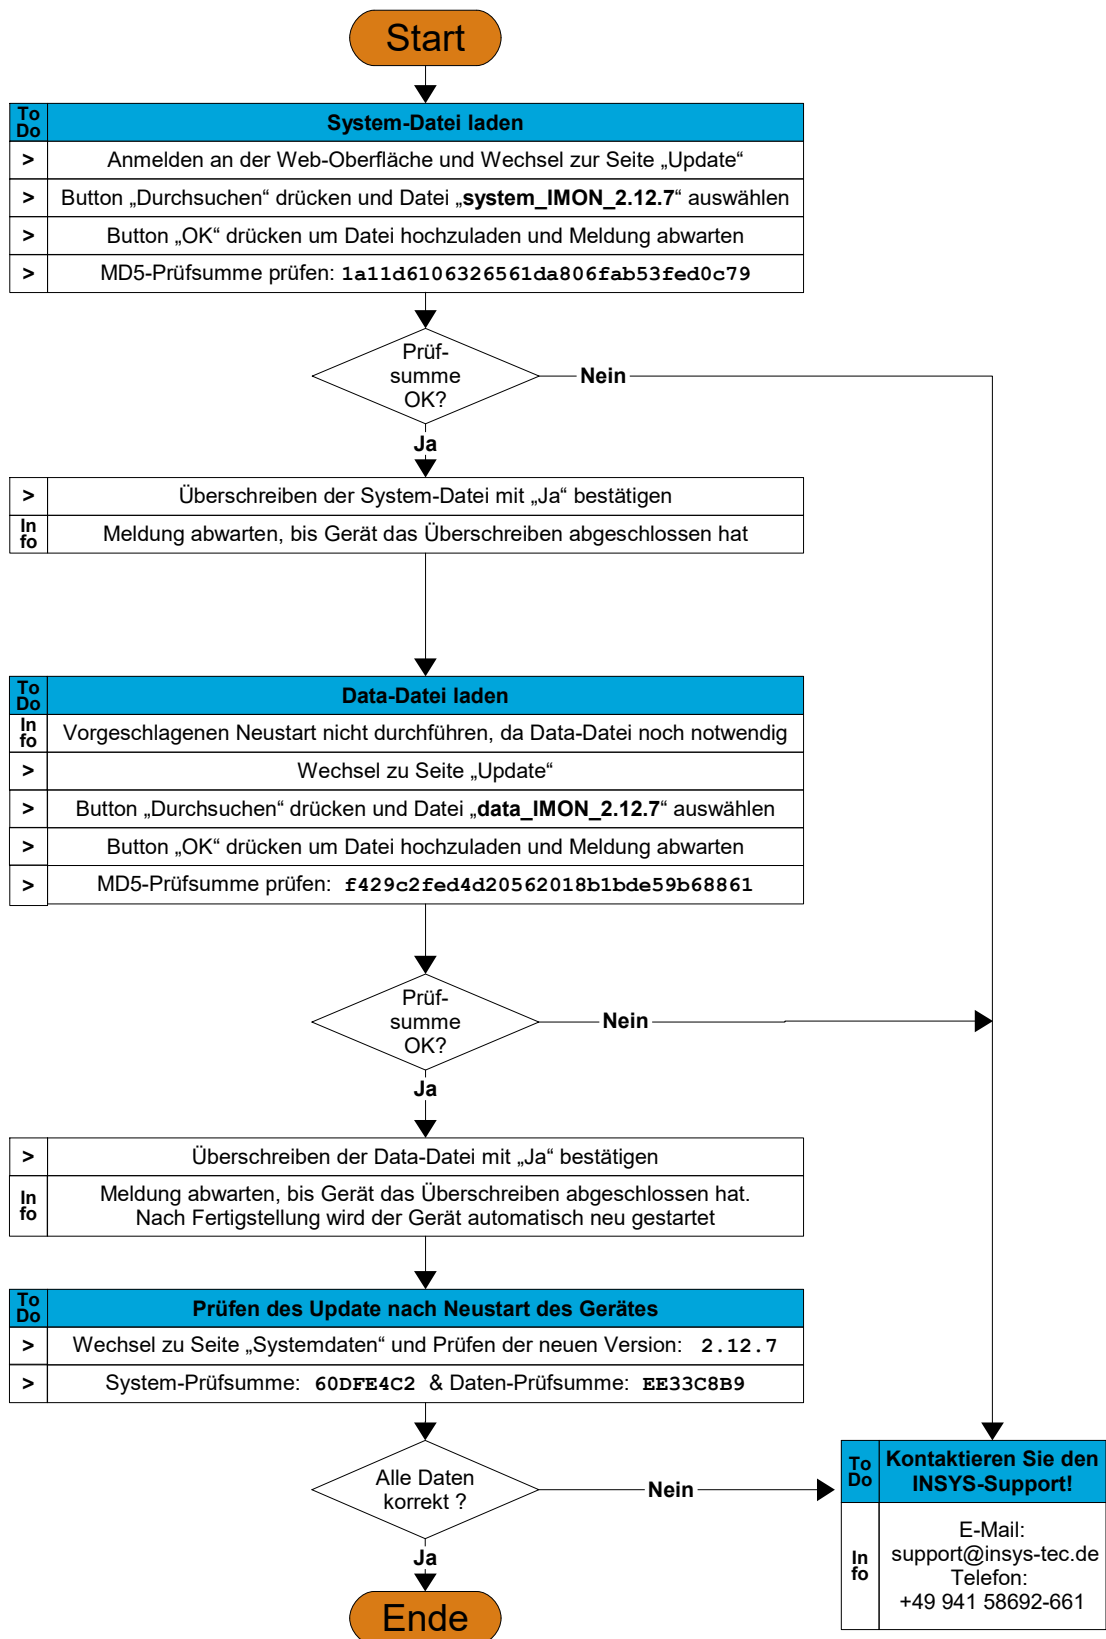 Start
To
Do
System-Datei laden
> Anmelden an der Web-Oberfläche und Wechsel zur Seite „Update“
> Button „Durchsuchen“ drücken und Datei „system_IMON_2.12.7“ auswählen
> Button „OK“ drücken um Datei hochzuladen und Meldung abwarten
> MD5-Prüfsumme prüfen: 1a11d6106326561da806fab53fed0c79
Prüf-
summe
OK?
Nein
Ja
> Überschreiben der System-Datei mit „Ja“ bestätigen
In
fo
Meldung abwarten, bis Gerät das Überschreiben abgeschlossen hat
To
Do
Data-Datei laden
In
fo
Vorgeschlagenen Neustart nicht durchführen, da Data-Datei noch notwendig
> Wechsel zu Seite „Update“
> Button „Durchsuchen“ drücken und Datei „data_IMON_2.12.7“ auswählen
> Button „OK“ drücken um Datei hochzuladen und Meldung abwarten
> MD5-Prüfsumme prüfen: f429c2fed4d20562018b1bde59b68861
Prüf-
summe
OK?
Nein
Ja
> Überschreiben der Data-Datei mit „Ja“ bestätigen
In
fo
Meldung abwarten, bis Gerät das Überschreiben abgeschlossen hat.
Nach Fertigstellung wird der Gerät automatisch neu gestartet
To
Do
Prüfen des Update nach Neustart des Gerätes
> Wechsel zu Seite „Systemdaten“ und Prüfen der neuen Version: 2.12.7
> System-Prüfsumme: 60DFE4C2 & Daten-Prüfsumme: EE33C8B9
Alle Daten
korrekt ?
Nein
Ja
Ende
To
Do
Kontaktieren Sie den
INSYS-Support!
In
fo
E-Mail:
support@insys-tec.de
Telefon:
+49 941 58692-661